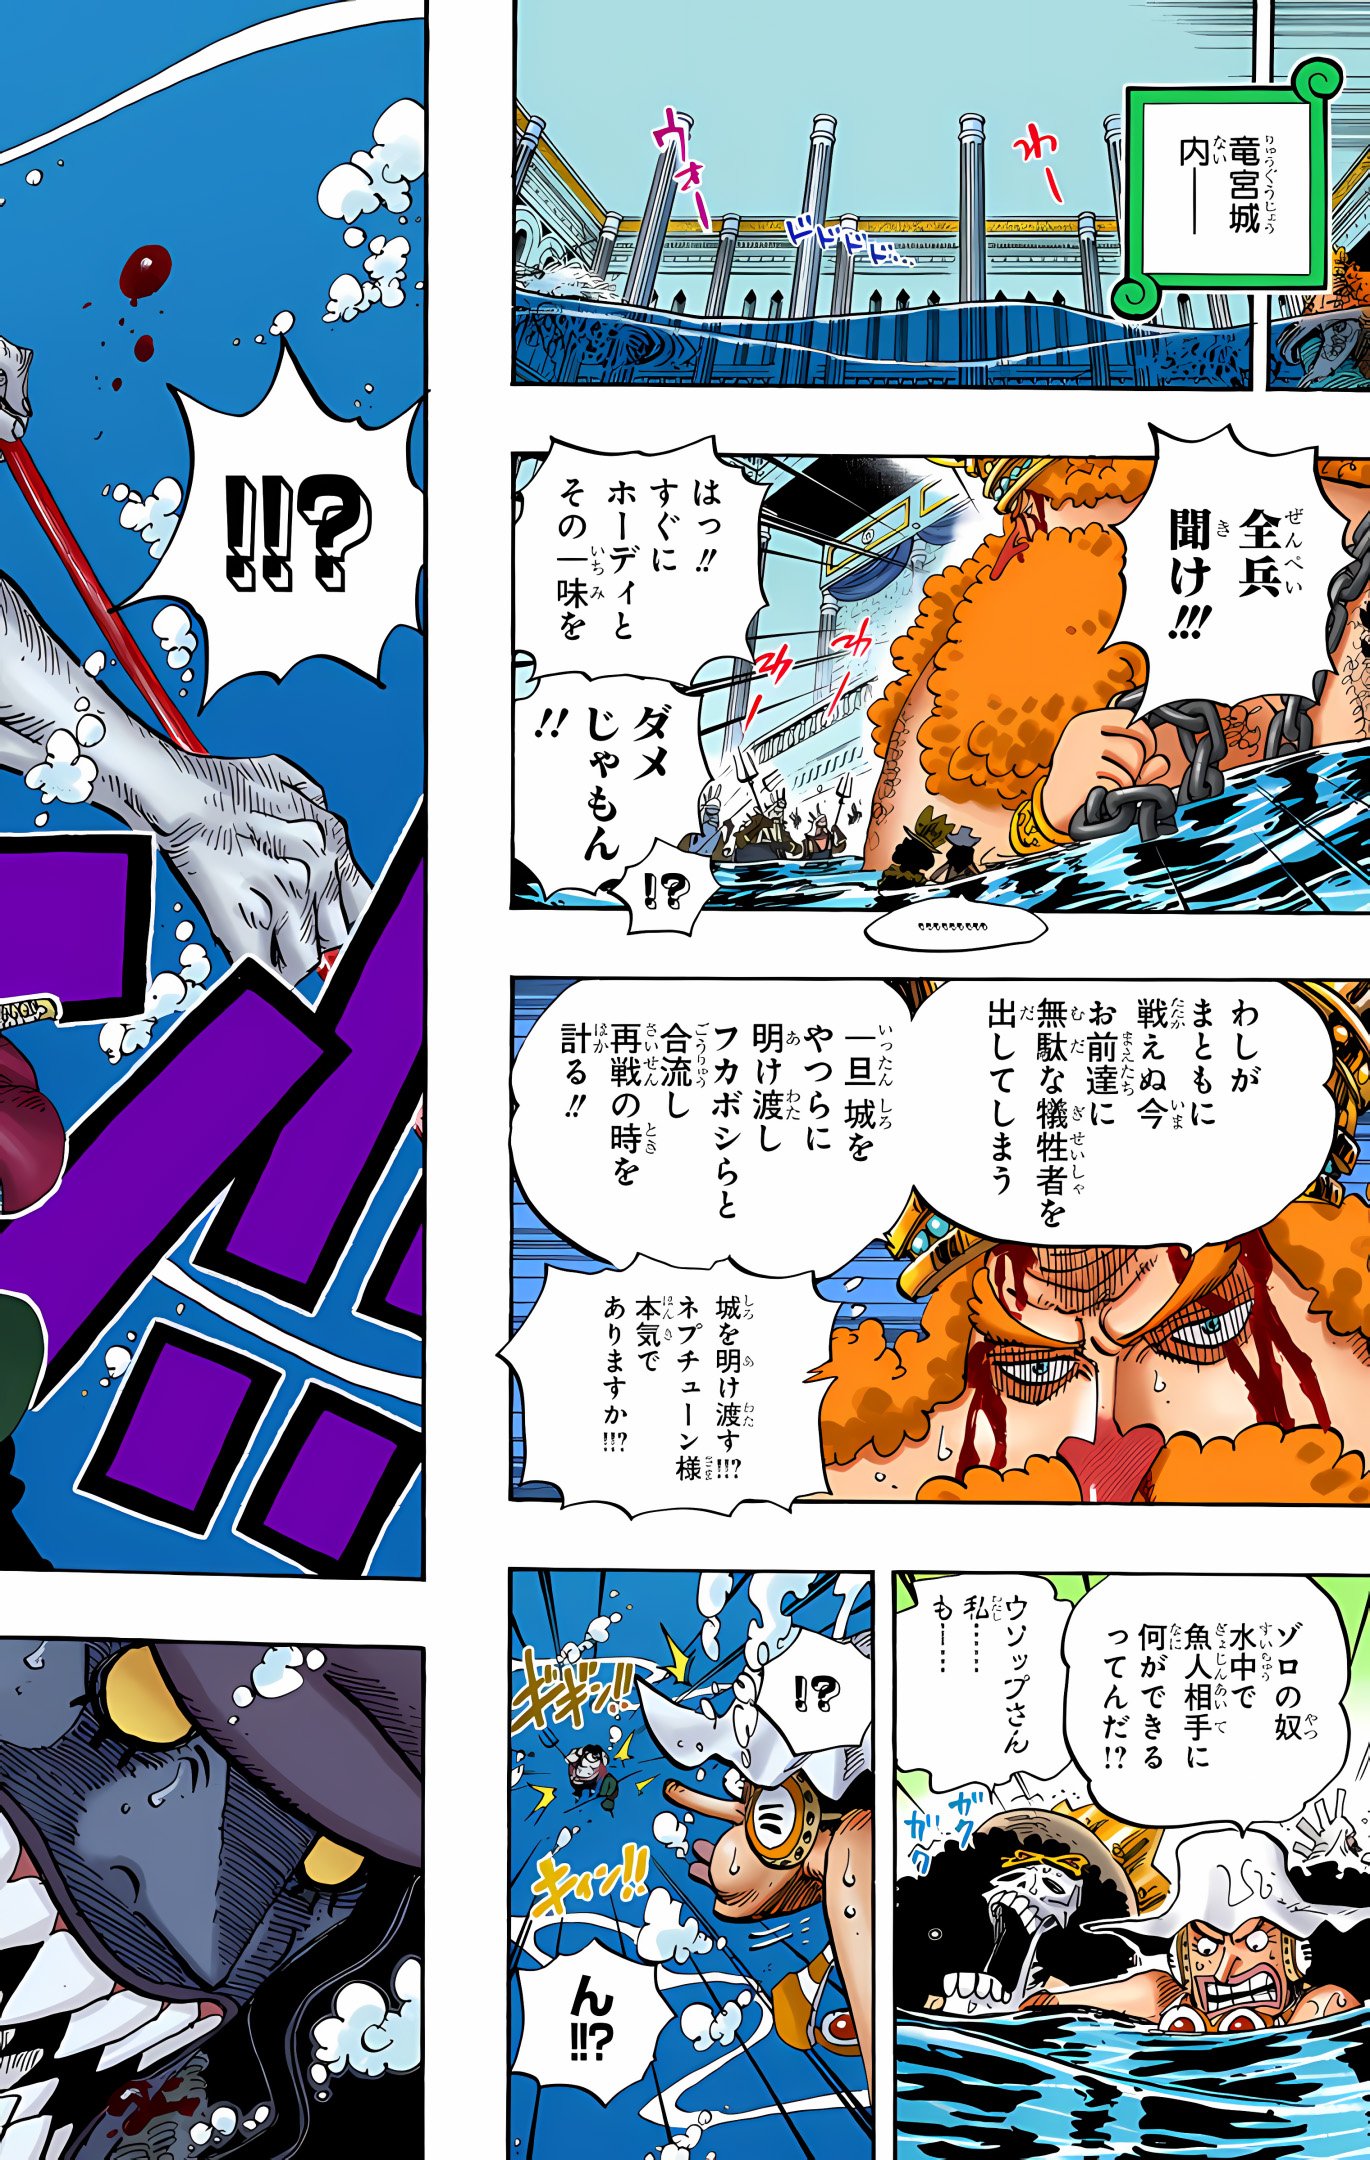 竜宮城
内――
ウオー
わー
ドドドド…
全兵
聞け!!!
はっ!!
すぐに
ホーディと
その一味を
ダメ
じゃもん
!!
わー
わー
!?
………
わしが
まともに
戦えぬ今
お前達に
無駄な犠牲者を
出してしまう
一旦城を
やつらに
明け渡し
フカボシらと
合流し
再戦の時を
計る!!
城を明け渡す!!?
ネプチューン様
本気で
ありますか!!?
ゾロの奴
水中で
魚人相手に
何ができる
ってんだ!?
ウソップさん
私……
も……
ガク
ガク
!?
ギギィン!!
キィン!!
ん!!?
!!?